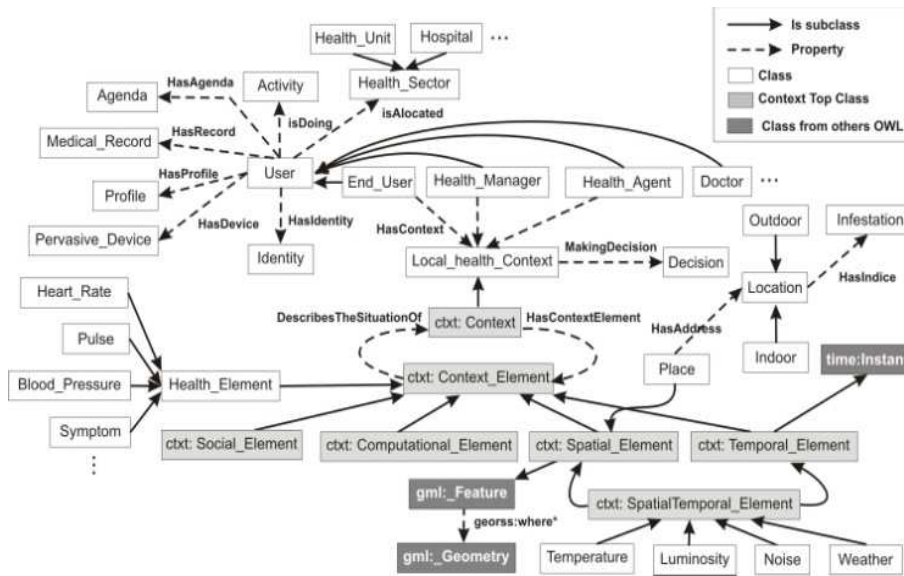 Health_Unit
Hospital
...
Is subclass
Property
Class
Context Top Class
Class from others OWL
Agenda
HasAgenda
Activity
Health_Sector
isDoing
isAlocated
Medical_Record
HasRecord
User
End_User
Health_Manager
Health_Agent
Doctor
...
Profile
HasProfile
HasDevice
HasIdentity
Pervasive_Device
Identity
HasContext
Local_health_Context
MakingDecision
Decision
Outdoor
Infestation
Location
HasIndice
HasAddress
Indoor
Place
time:Instan
Heart_Rate
Pulse
Blood_Pressure
Symptom
⋮
Health_Element
DescribesTheSituationOf
ctxt: Context
HasContextElement
ctxt: Context_Element
ctxt: Social_Element
ctxt: Computational_Element
ctxt: Spatial_Element
ctxt: Temporal_Element
gml:_Feature
georss:where*
gml:_Geometry
ctxt: SpatialTemporal_Element
Temperature
Luminosity
Noise
Weather